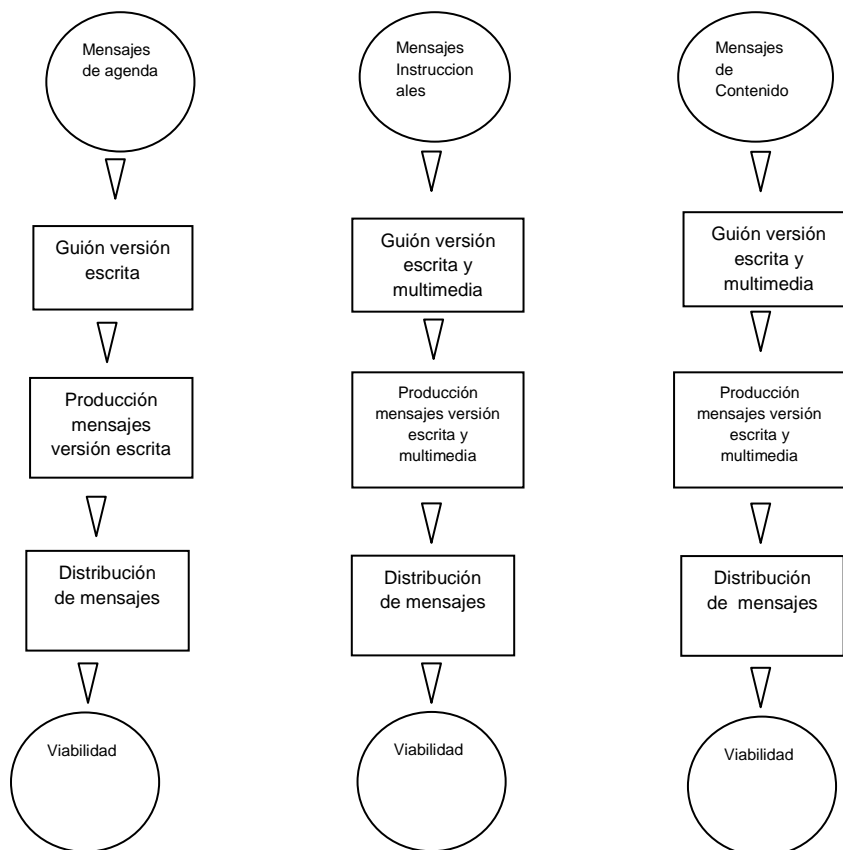 Mensajes
de agenda
Guión versión
escrita
Producción
mensajes
versión escrita
Distribución
de mensajes
Viabilidad
Mensajes
Instruccion
ales
Guión versión
escrita y
multimedia
Producción
mensajes versión
escrita y
multimedia
Distribución
de mensajes
Viabilidad
Mensajes
de
Contenido
Guión versión
escrita y
multimedia
Producción
mensajes versión
escrita y
multimedia
Distribución
de mensajes
Viabilidad